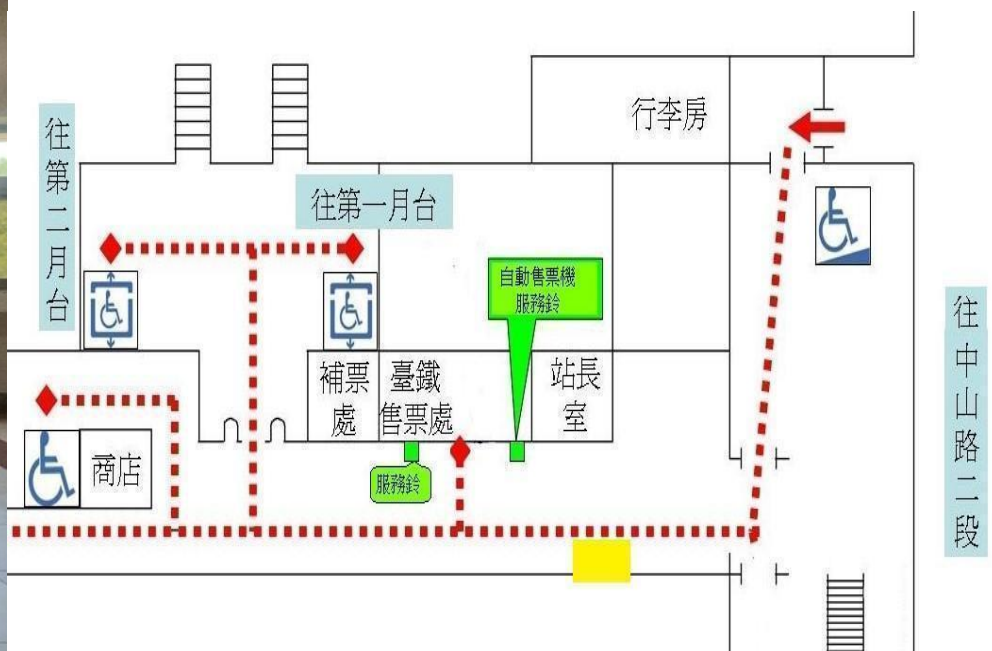 行李房
往第二月台
往第一月台
自動售票機
服務鈴
補票
處
臺鐵
售票處
站長
室
服務鈴
商店
往中山路二段